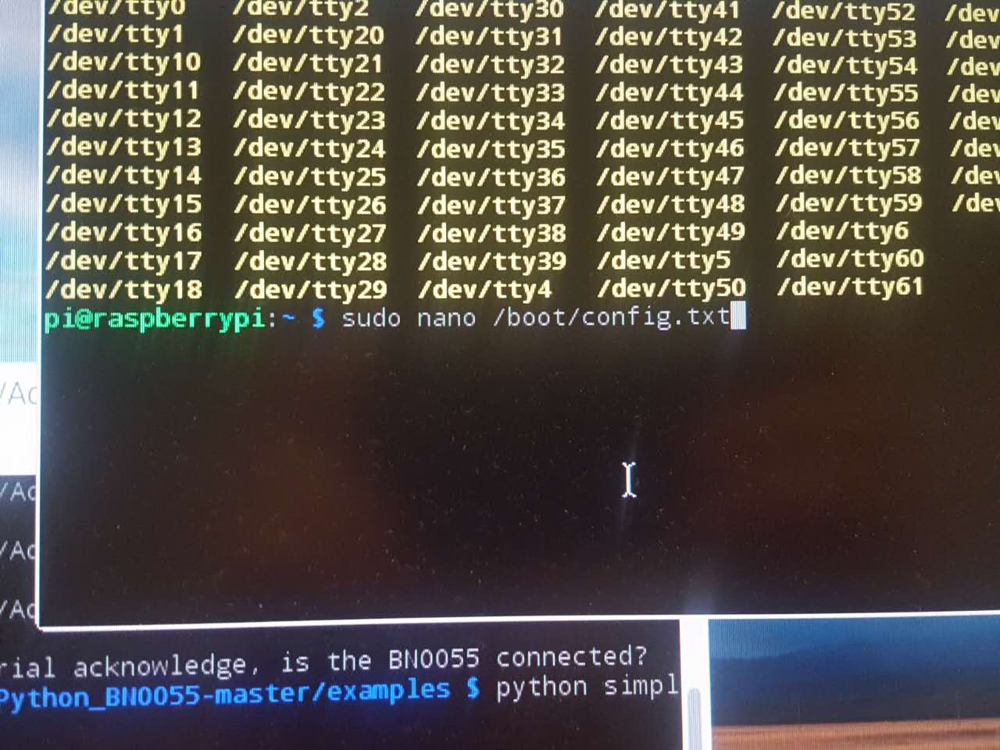 /dev/tty0 /dev/tty2 /dev/tty30 /dev/tty41 /dev/tty52 /dev
/dev/tty1 /dev/tty20 /dev/tty31 /dev/tty42 /dev/tty53 /dev
/dev/tty10 /dev/tty21 /dev/tty32 /dev/tty43 /dev/tty54 /dev
/dev/tty11 /dev/tty22 /dev/tty33 /dev/tty44 /dev/tty55 /dev
/dev/tty12 /dev/tty23 /dev/tty34 /dev/tty45 /dev/tty56 /dev
/dev/tty13 /dev/tty24 /dev/tty35 /dev/tty46 /dev/tty57 /dev
/dev/tty14 /dev/tty25 /dev/tty36 /dev/tty47 /dev/tty58 /dev
/dev/tty15 /dev/tty26 /dev/tty37 /dev/tty48 /dev/tty59 /dev
/dev/tty16 /dev/tty27 /dev/tty38 /dev/tty49 /dev/tty6
/dev/tty17 /dev/tty28 /dev/tty39 /dev/tty5 /dev/tty60
/dev/tty18 /dev/tty29 /dev/tty4 /dev/tty50 /dev/tty61
pi@raspberrypi:~ $ sudo nano /boot/config.txt
/Ad
/Ad
/Ad
/Ad
rial acknowledge, is the BNO055 connected?
Python_BNO055-master/examples $ python simpl